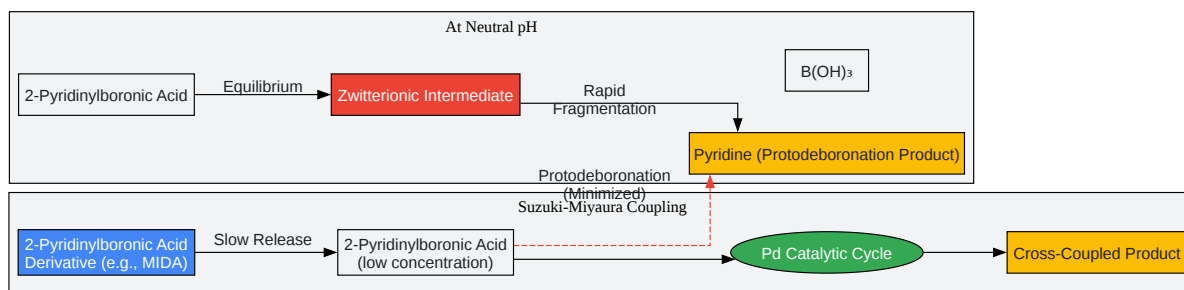 At Neutral pH
B(OH)₃
2-Pyridinylboronic Acid
Equilibrium
Zwitterionic Intermediate
Rapid
Fragmentation
Pyridine (Protodeboronation Product)
Protodeboronation
(Minimized)
Suzuki-Miyaura Coupling
2-Pyridinylboronic Acid
Derivative (e.g., MIDA)
Slow Release
2-Pyridinylboronic Acid
(low concentration)
Pd Catalytic Cycle
Cross-Coupled Product